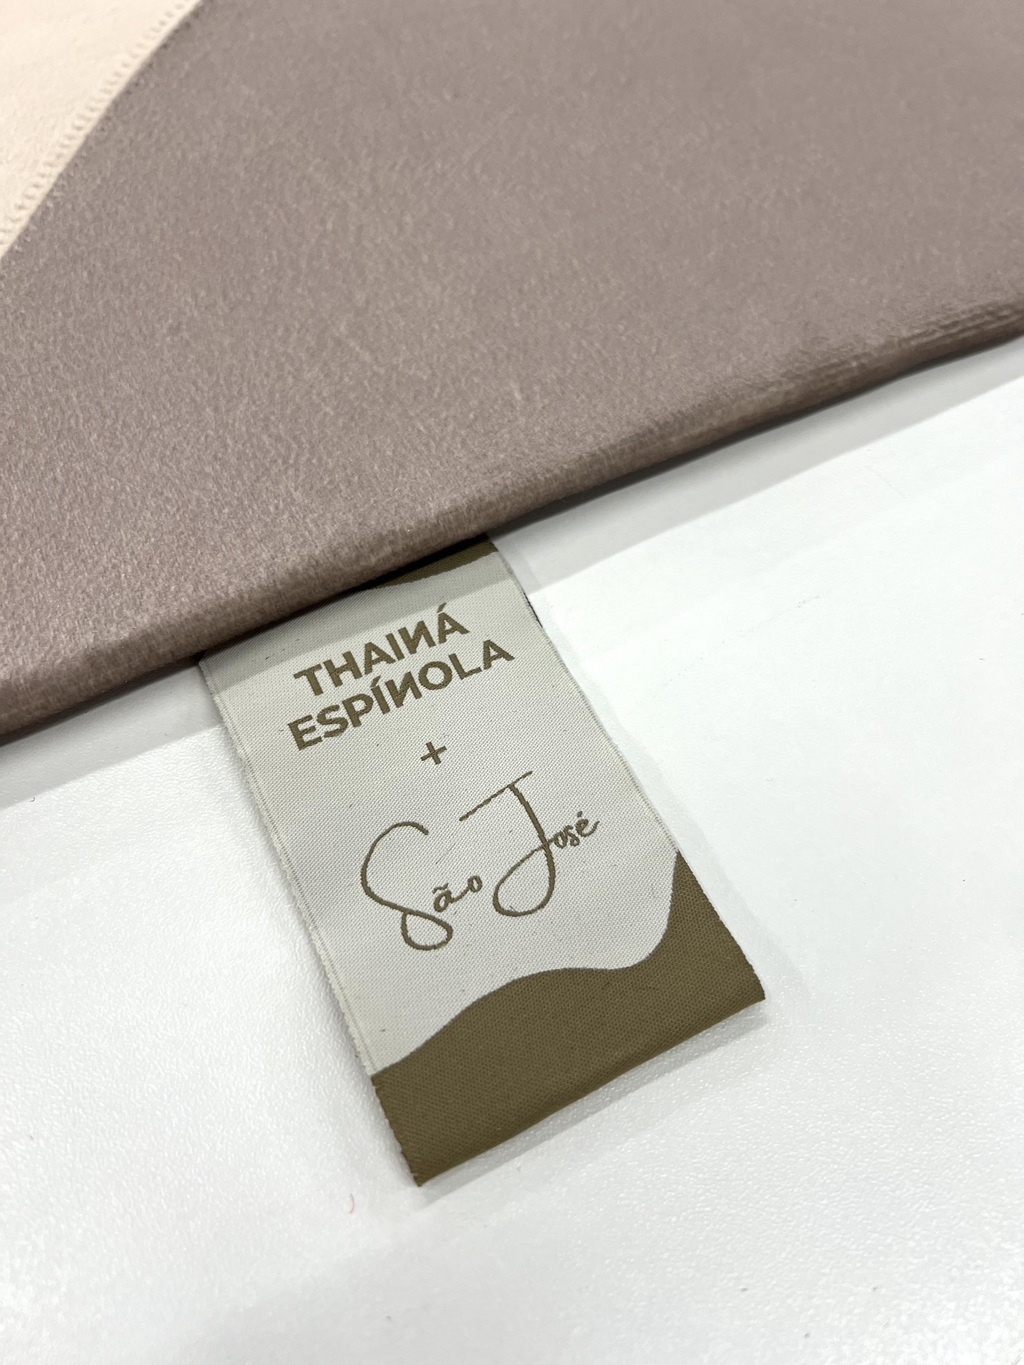 THAINÁ
ESPÍNOLA
+
São José